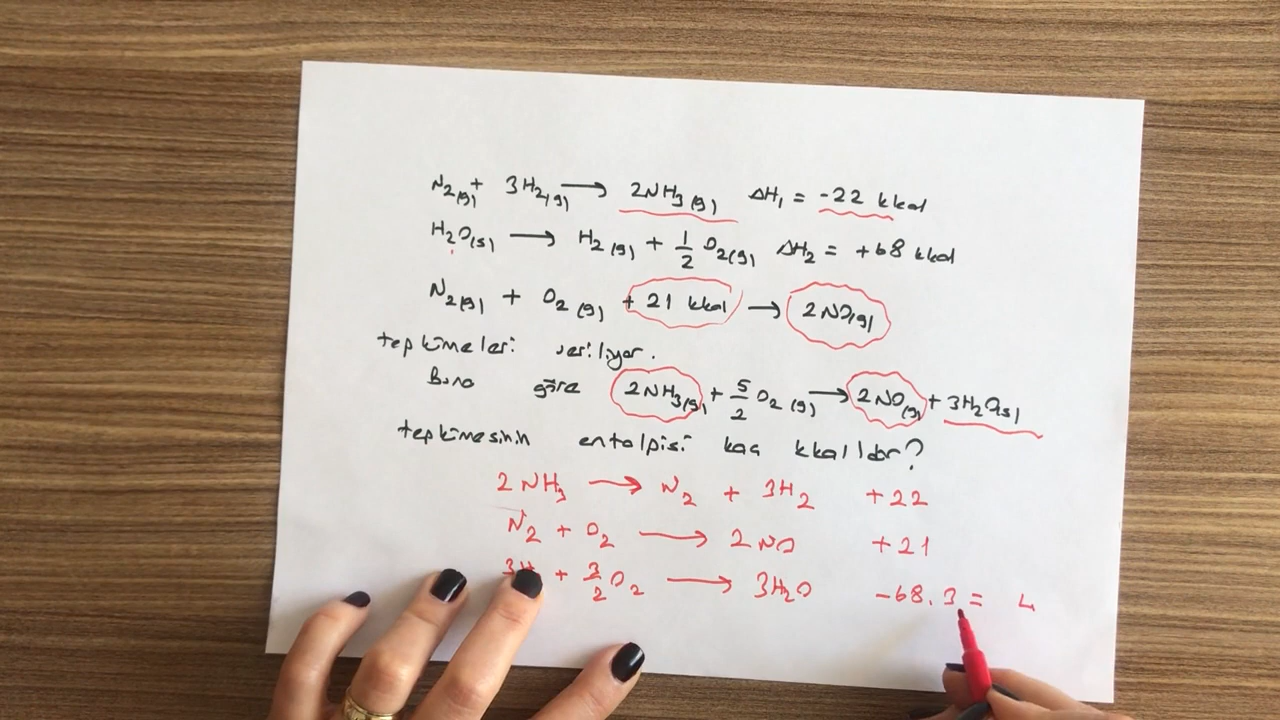 N₂(g) + 3H₂(g) → 2NH₃(g) ΔH₁ = -22 kkal
H₂O(s) → H₂(g) + 1/2 O₂(g) ΔH₂ = +68 kkal
N₂(g) + O₂(g) + 21 kkal → 2NO(g)
tepkimeleri veriliyor.
Buna göre 2NH₃(g) + 5/2 O₂(g) → 2NO(g) + 3H₂O(s)
tepkimesinin entalpisi kaç kkaldır?
2NH₃ → N₂ + 3H₂ +22
N₂ + O₂ → 2NO +21
3H + 3/2 O₂ → 3H₂O -68.3 = 4